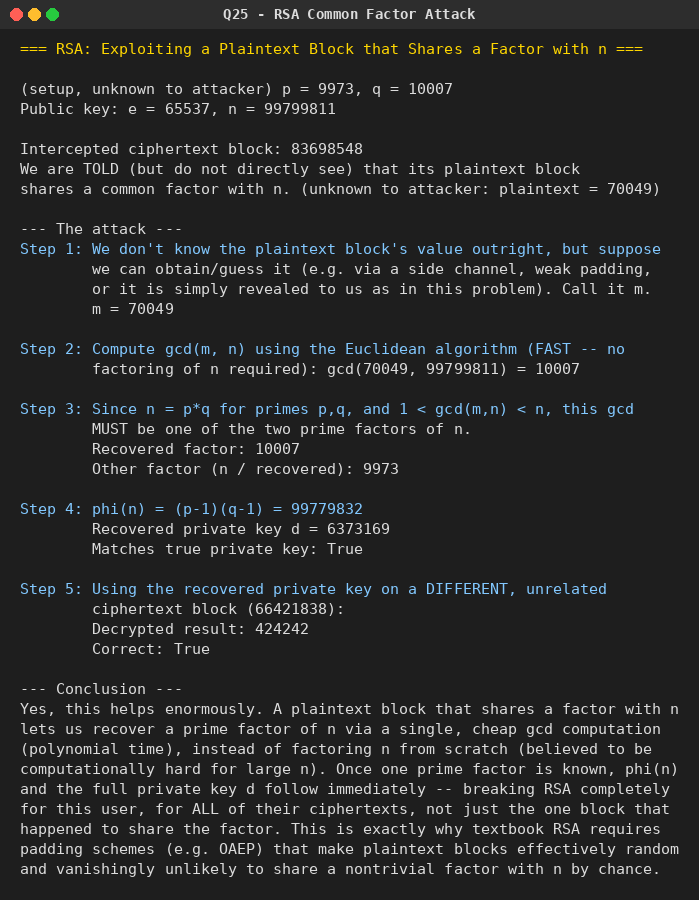 Q25 - RSA Common Factor Attack
=== RSA: Exploiting a Plaintext Block that Shares a Factor with n ===
(setup, unknown to attacker) p = 9973, q = 10007
Public key: e = 65537, n = 99799811
Intercepted ciphertext block: 83698548
We are TOLD (but do not directly see) that its plaintext block
shares a common factor with n. (unknown to attacker: plaintext = 70049)
--- The attack ---
Step 1: We don't know the plaintext block's value outright, but suppose
we can obtain/guess it (e.g. via a side channel, weak padding,
or it is simply revealed to us as in this problem). Call it m.
m = 70049
Step 2: Compute gcd(m, n) using the Euclidean algorithm (FAST -- no
factoring of n required): gcd(70049, 99799811) = 10007
Step 3: Since n = p*q for primes p,q, and 1 < gcd(m,n) < n, this gcd
MUST be one of the two prime factors of n.
Recovered factor: 10007
Other factor (n / recovered): 9973
Step 4: phi(n) = (p-1)(q-1) = 99779832
Recovered private key d = 6373169
Matches true private key: True
Step 5: Using the recovered private key on a DIFFERENT, unrelated
ciphertext block (66421838):
Decrypted result: 424242
Correct: True
--- Conclusion ---
Yes, this helps enormously. A plaintext block that shares a factor with n
lets us recover a prime factor of n via a single, cheap gcd computation
(polynomial time), instead of factoring n from scratch (believed to be
computationally hard for large n). Once one prime factor is known, phi(n)
and the full private key d follow immediately -- breaking RSA completely
for this user, for ALL of their ciphertexts, not just the one block that
happened to share the factor. This is exactly why textbook RSA requires
padding schemes (e.g. OAEP) that make plaintext blocks effectively random
and vanishingly unlikely to share a nontrivial factor with n by chance.